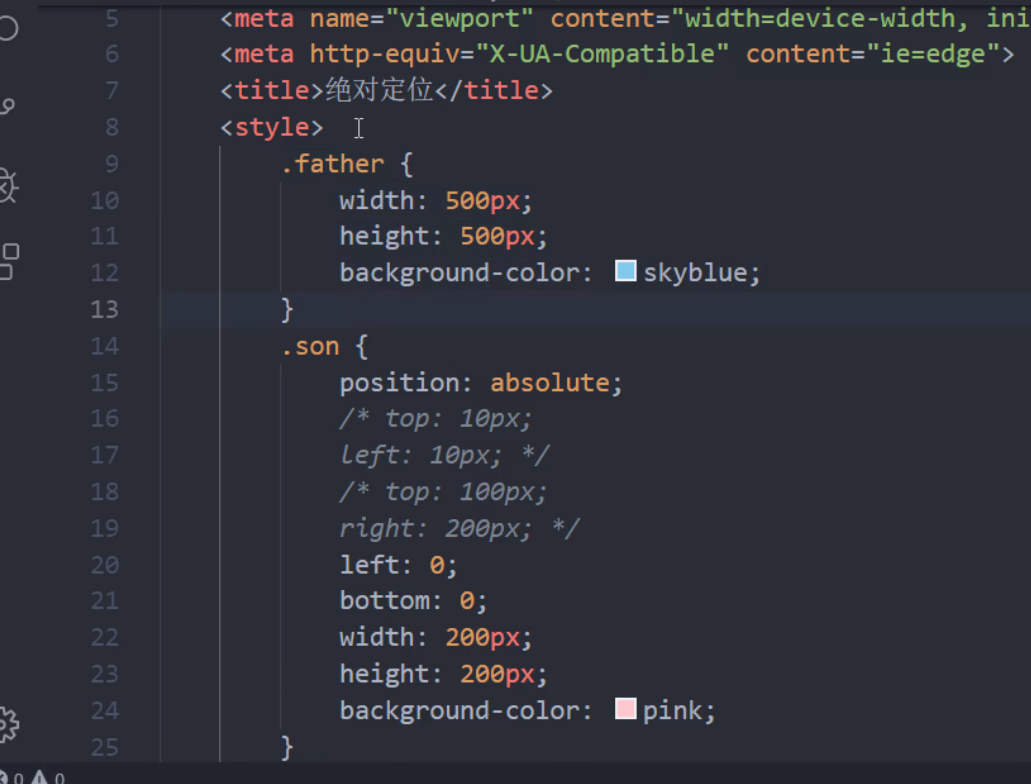 5 <meta name="viewport" content="width=device-width, ini
6 <meta http-equiv="X-UA-Compatible" content="ie=edge">
7 <title>绝对定位</title>
8 <style>
9 .father {
10 width: 500px;
11 height: 500px;
12 background-color: skyblue;
13 }
14 .son {
15 position: absolute;
16 /* top: 10px;
17 left: 10px; */
18 /* top: 100px;
19 right: 200px; */
20 left: 0;
21 bottom: 0;
22 width: 200px;
23 height: 200px;
24 background-color: pink;
25 }
0 0